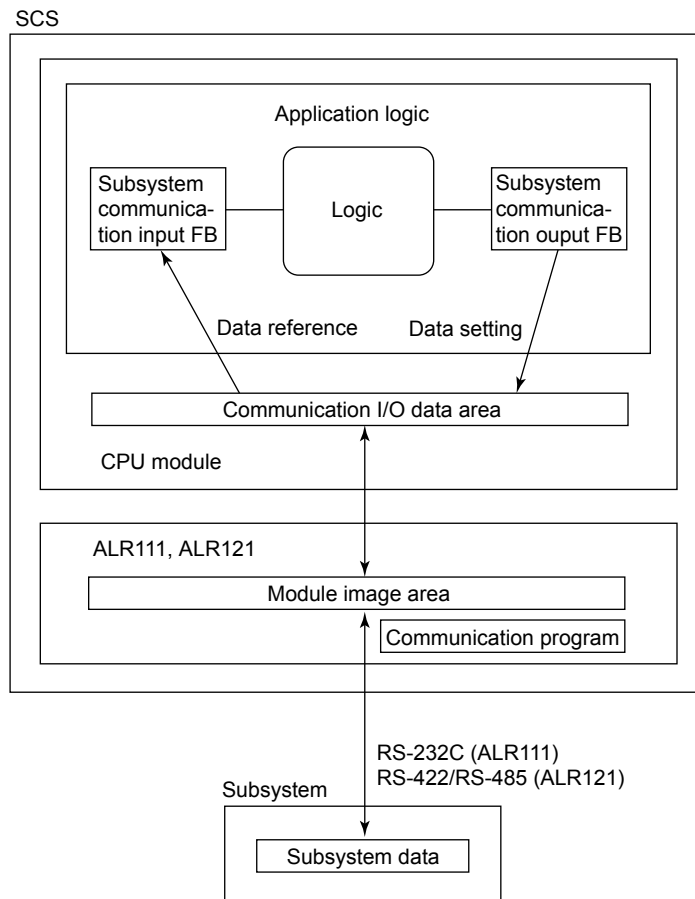 SCS
Application logic
Subsystem
communica-
tion input FB
Logic
Subsystem
communica-
tion ouput FB
Data reference
Data setting
Communication I/O data area
CPU module
ALR111, ALR121
Module image area
Communication program
RS-232C (ALR111)
RS-422/RS-485 (ALR121)
Subsystem
Subsystem data